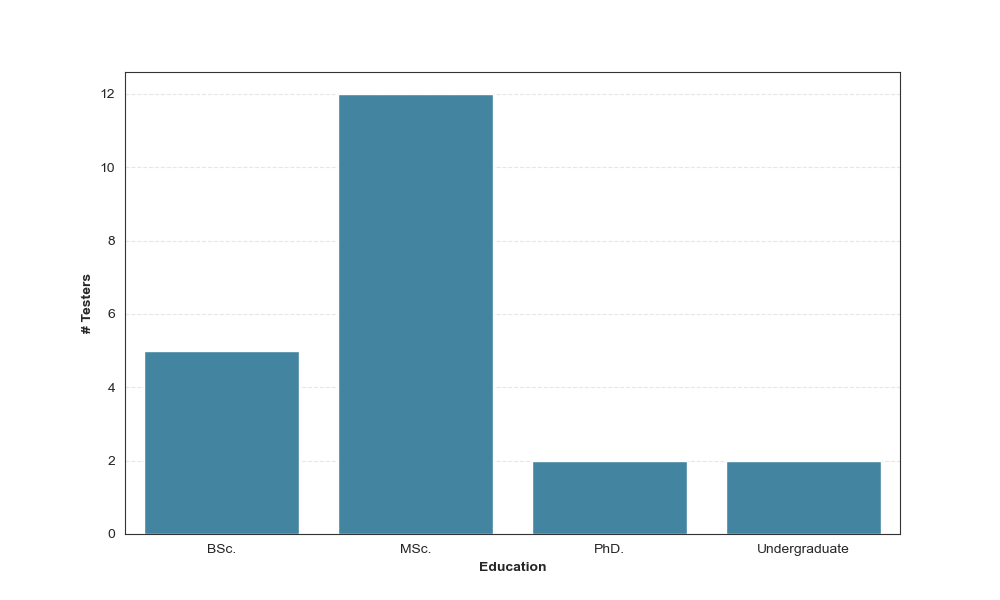 12
10
8
6
4
2
0
# Testers
BSc.
MSc.
PhD.
Undergraduate
Education